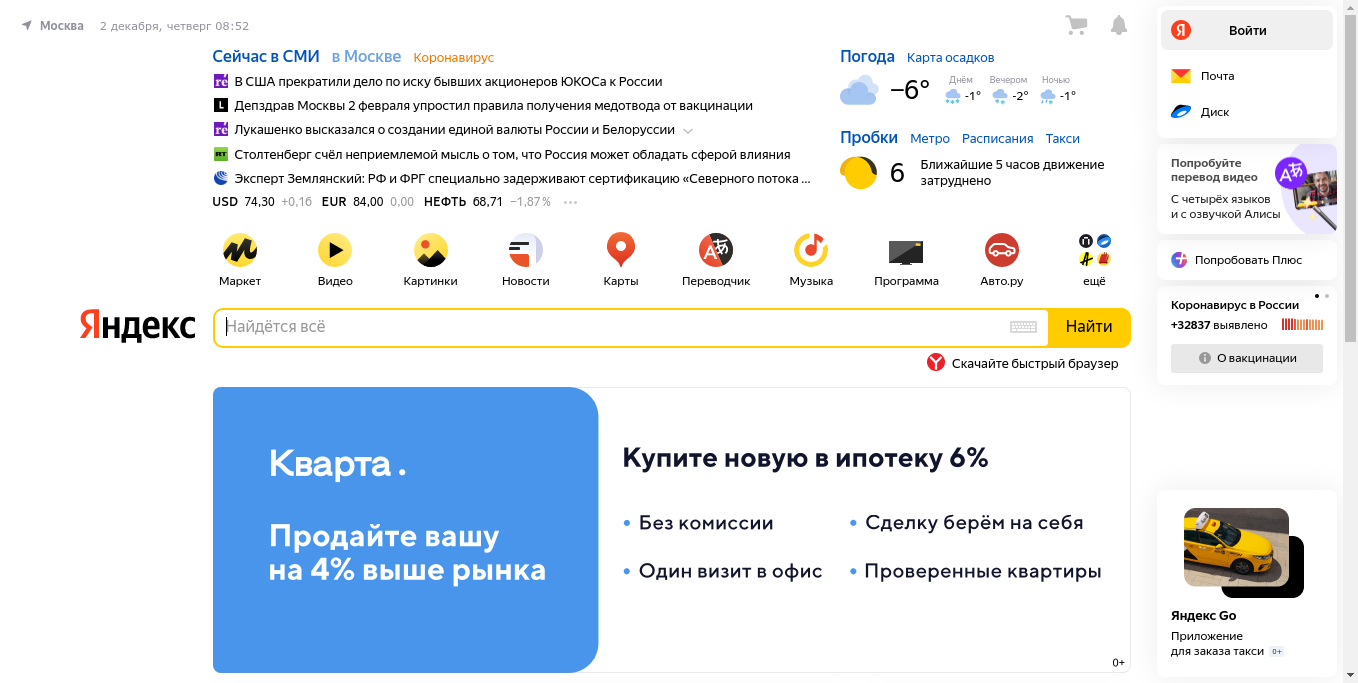 Москва 2 декабря, четверг 08:52
Сейчас в СМИ в Москве Коронавирус
В США прекратили дело по иску бывших акционеров ЮКОСа к России
Депздрав Москвы 2 февраля упростил правила получения медотвода от вакцинации
Лукашенко высказался о создании единой валюты России и Белоруссии
Столтенберг счёл неприемлемой мысль о том, что Россия может обладать сферой влияния
Эксперт Землянский: РФ и ФРГ специально задерживают сертификацию «Северного потока ...
USD 74,30 +0,16 EUR 84,00 0,00 НЕФТЬ 68,71 −1,87% ...
Погода Карта осадков
−6°
Днём
-1°
Вечером
-2°
Ночью
-1°
Пробки Метро Расписания Такси
6
Ближайшие 5 часов движение
затруднено
Маркет
Видео
Картинки
Новости
Карты
Переводчик
Музыка
Программа
Авто.ру
ещё
Яндекс
Найдётся всё
Найти
Скачайте быстрый браузер
Кварта.
Продайте вашу
на 4% выше рынка
Купите новую в ипотеку 6%
• Без комиссии
• Сделку берём на себя
• Один визит в офис
• Проверенные квартиры
0+
Я Войти
Почта
Диск
Попробуйте
перевод видео
С четырёх языков
и с озвучкой Алисы
Попробовать Плюс
Коронавирус в России
+32837 выявлено
О вакцинации
Яндекс Go
Приложение
для заказа такси 0+